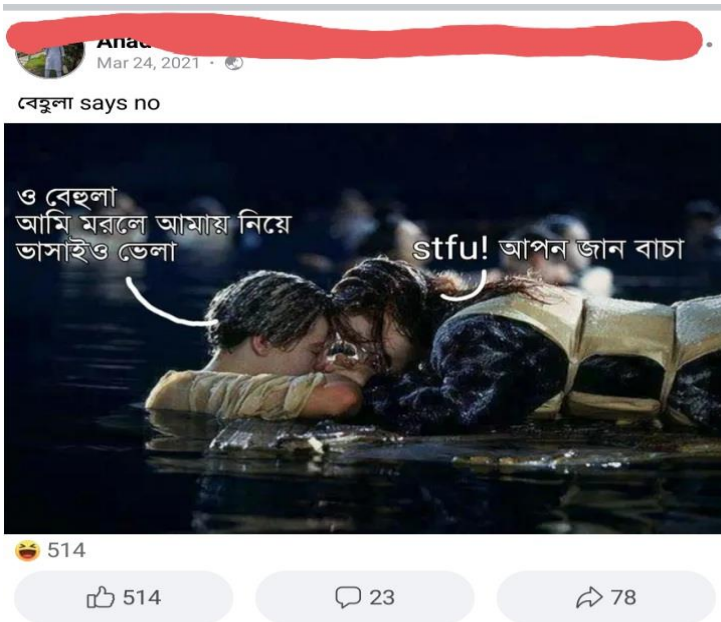 Mar 24, 2021
বেহুলা says no
ও বেহুলা
আমি মরলে আমায় নিয়ে
ভাসাইও ভেলা
stfu! আপন জান বাচা
514
514
23
78